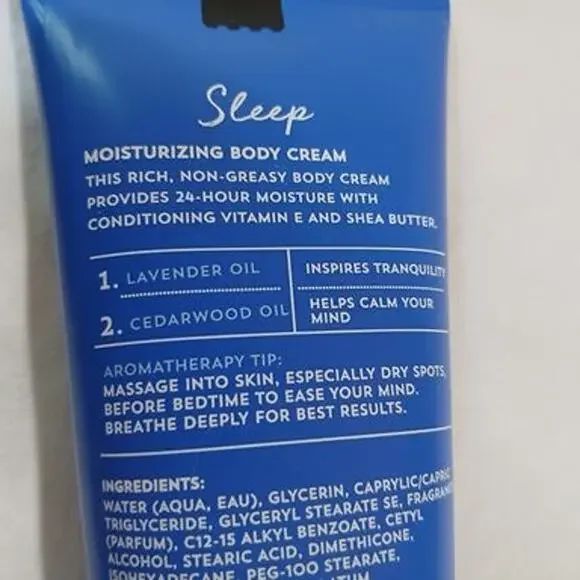 Sleep
MOISTURIZING BODY CREAM
THIS RICH, NON-GREASY BODY CREAM
PROVIDES 24-HOUR MOISTURE WITH
CONDITIONING VITAMIN E AND SHEA BUTTER.
1. LAVENDER OIL INSPIRES TRANQUILITY
2. CEDARWOOD OIL HELPS CALM YOUR
MIND
AROMATHERAPY TIP:
MASSAGE INTO SKIN, ESPECIALLY DRY SPOTS,
BEFORE BEDTIME TO EASE YOUR MIND.
BREATHE DEEPLY FOR BEST RESULTS.
INGREDIENTS:
WATER (AQUA, EAU), GLYCERIN, CAPRYLIC/CAPRIC
TRIGLYCERIDE, GLYCERYL STEARATE SE, FRAGRANCE
(PARFUM), C12-15 ALKYL BENZOATE, CETYL
ALCOHOL, STEARIC ACID, DIMETHICONE,
ISOHEXADECANE, PEG-100 STEARATE,